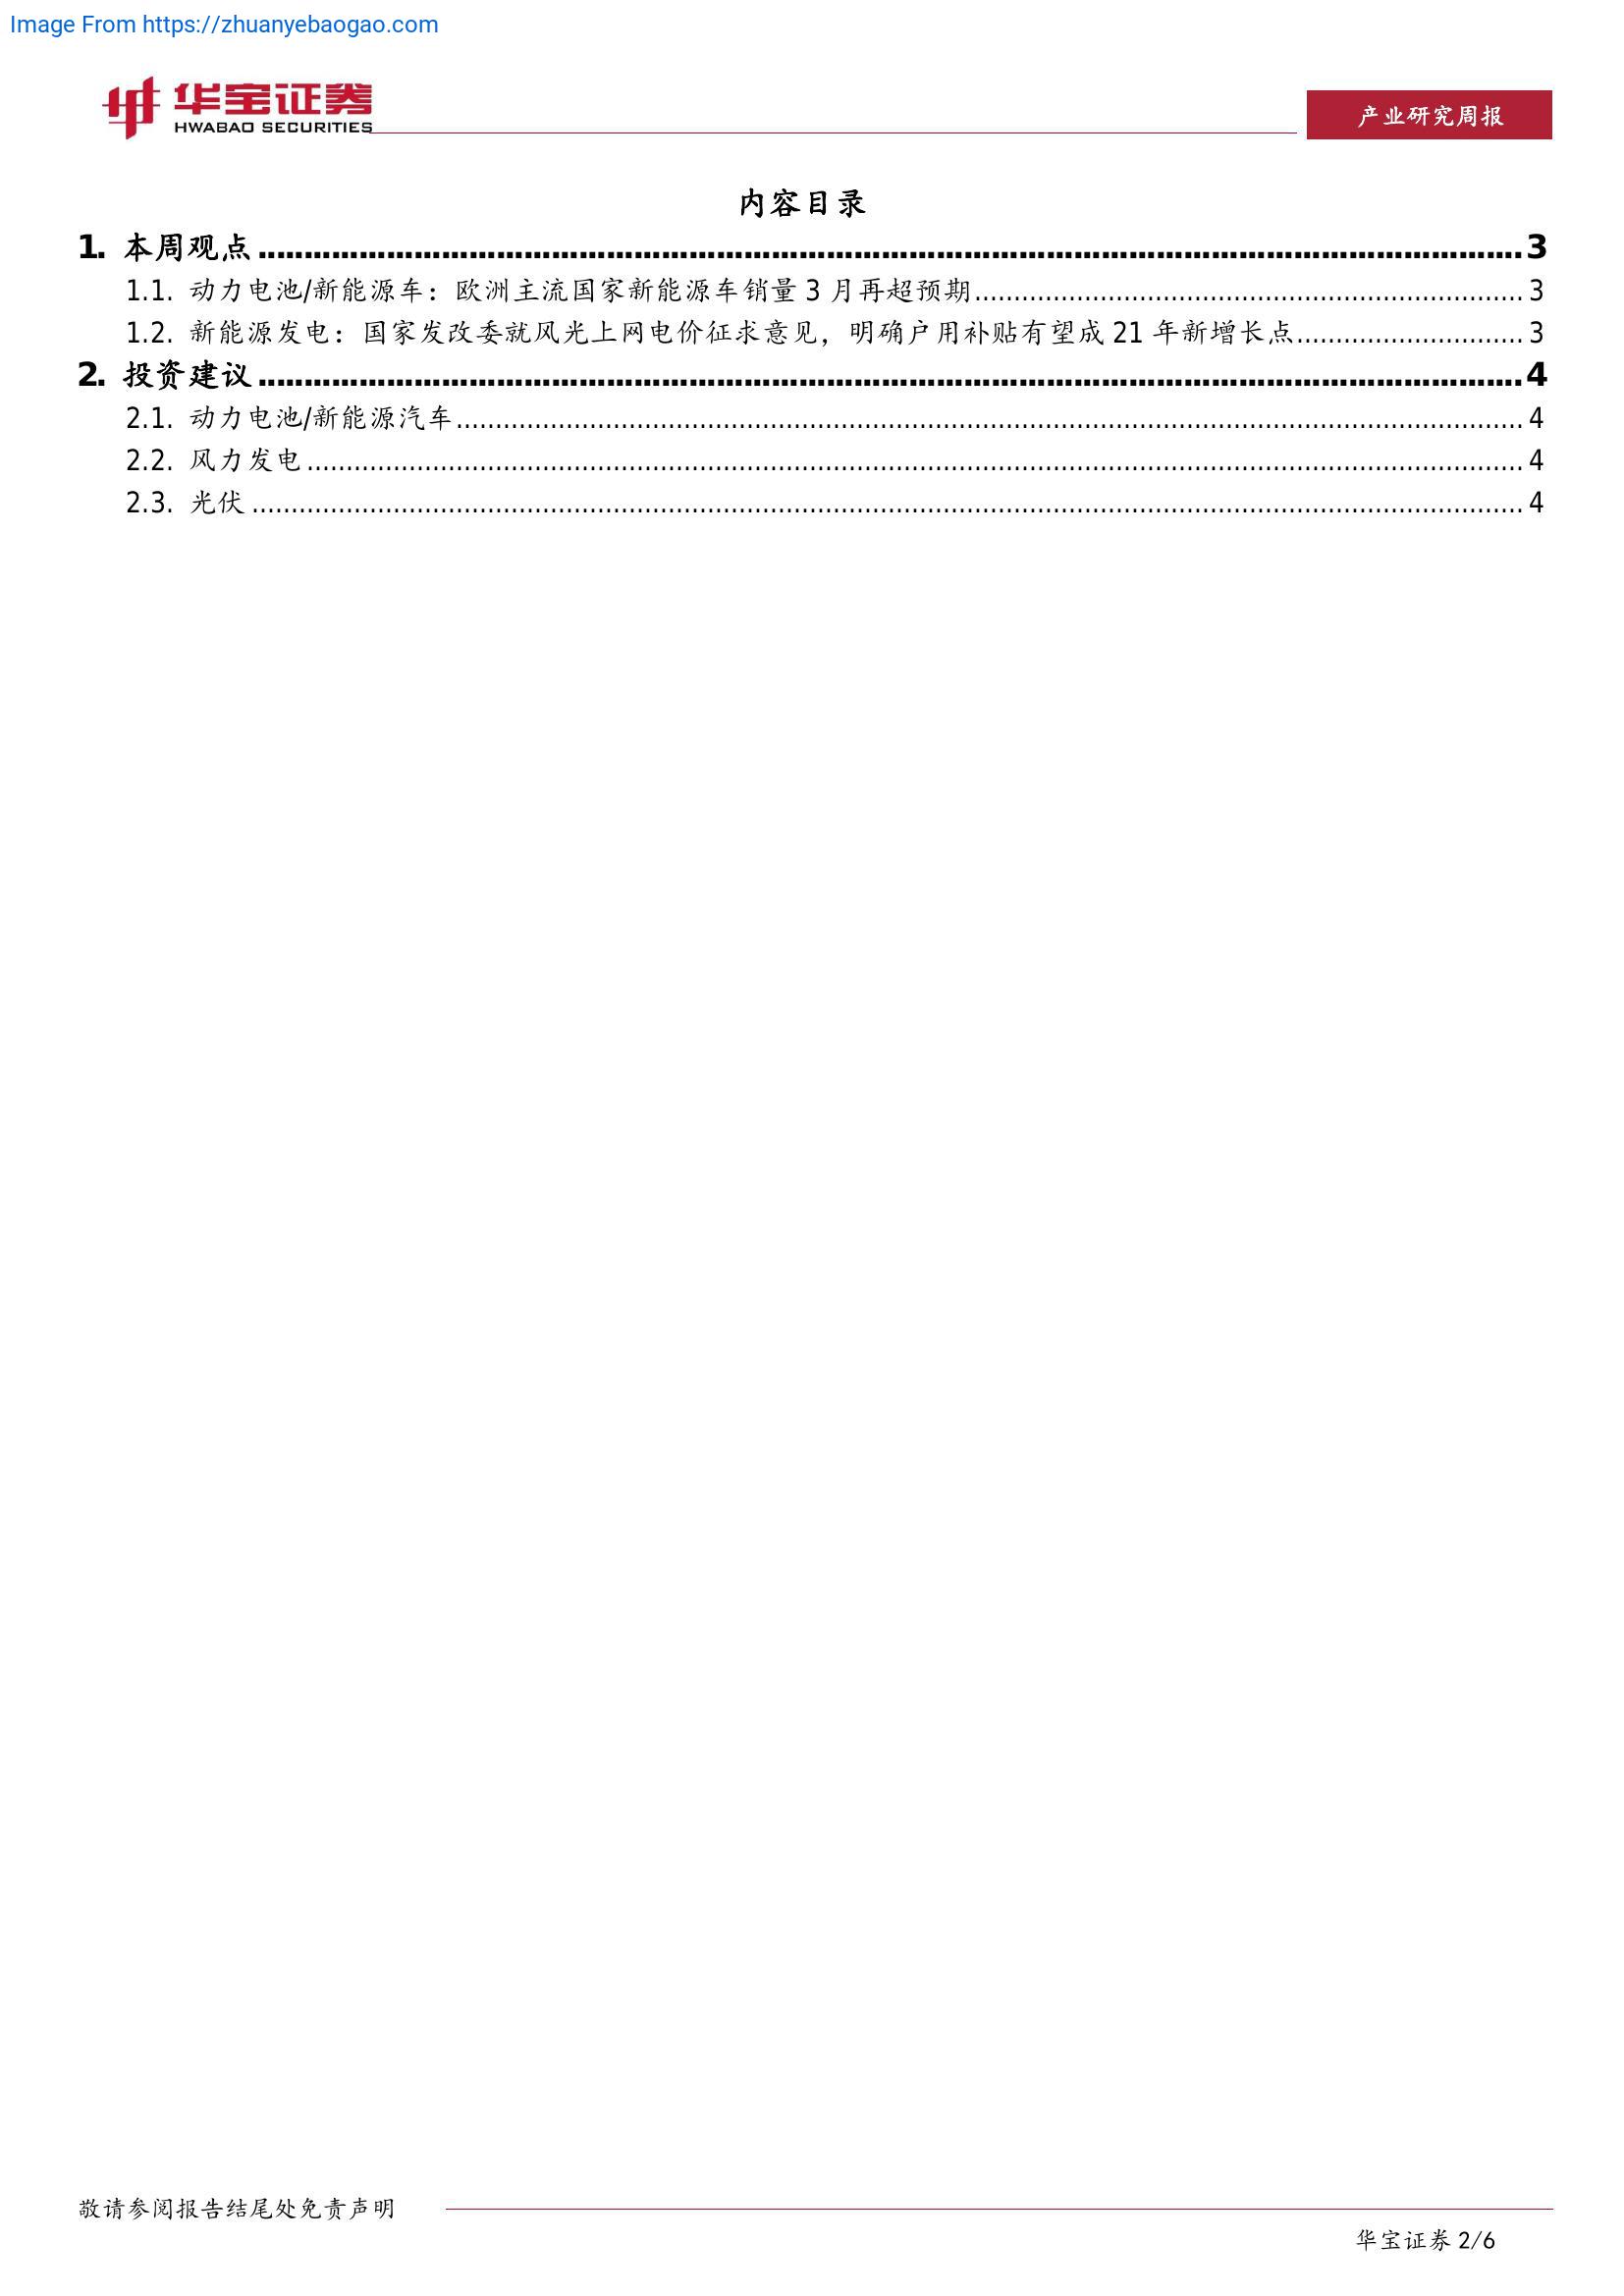 Image From https://zhuanyebaogao.com
华宝证券
HWABAO SECURITIES
产业研究周报
内容目录
1. 本周观点 3
1.1. 动力电池/新能源车：欧洲主流国家新能源车销量 3 月再超预期 3
1.2. 新能源发电：国家发改委就风光上网电价征求意见，明确户用补贴有望成 21 年新增长点 3
2. 投资建议 4
2.1. 动力电池/新能源汽车 4
2.2. 风力发电 4
2.3. 光伏 4
敬请参阅报告结尾处免责声明
华宝证券 2/6